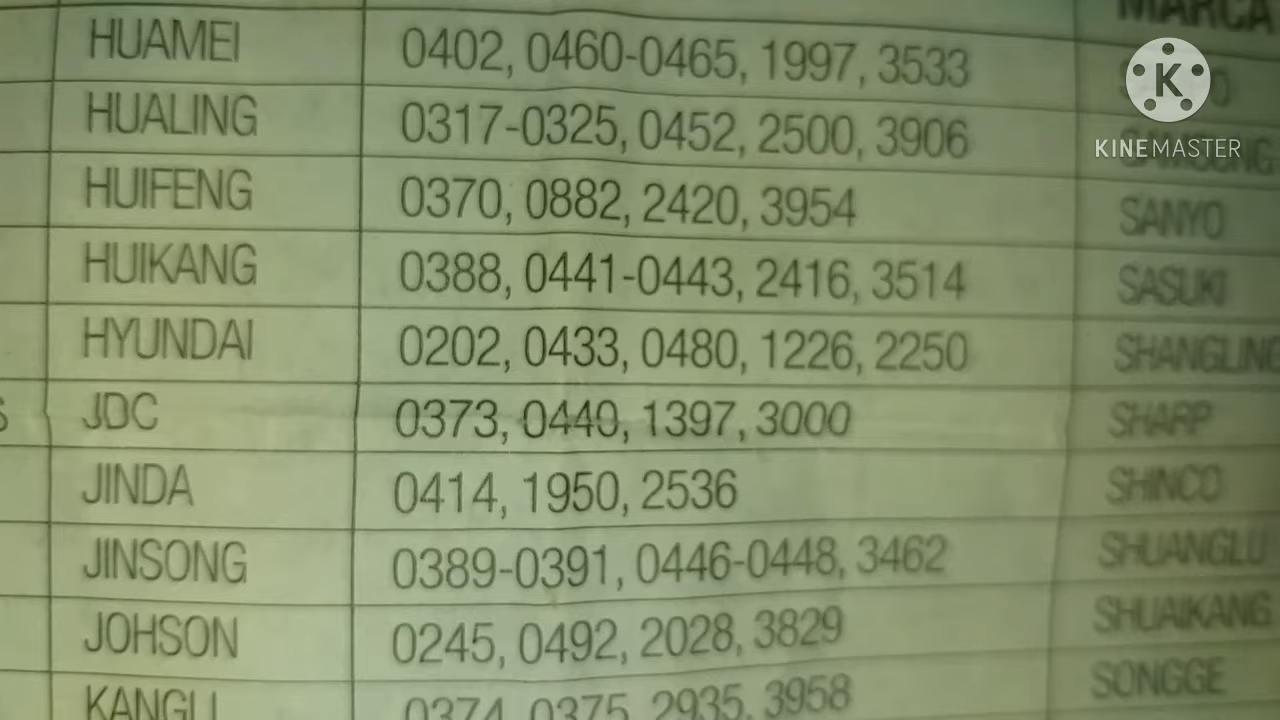 MARCA
HUAMEI 0402, 0460-0465, 1997, 3533
HUALING 0317-0325, 0452, 2500, 3906
HUIFENG 0370, 0882, 2420, 3954 SANYO
HUIKANG 0388, 0441-0443, 2416, 3514 SASUKI
HYUNDAI 0202, 0433, 0480, 1226, 2250 SHANGLING
JDC 0373, 0440, 1397, 3000 SHARP
JINDA 0414, 1950, 2536 SHINCO
JINSONG 0389-0391, 0446-0448, 3462 SHUANGLU
JOHSON 0245, 0492, 2028, 3829 SHUAIKANG
KANGLI 0374, 0375, 2935, 3958 SONGGE
K
KINEMASTER